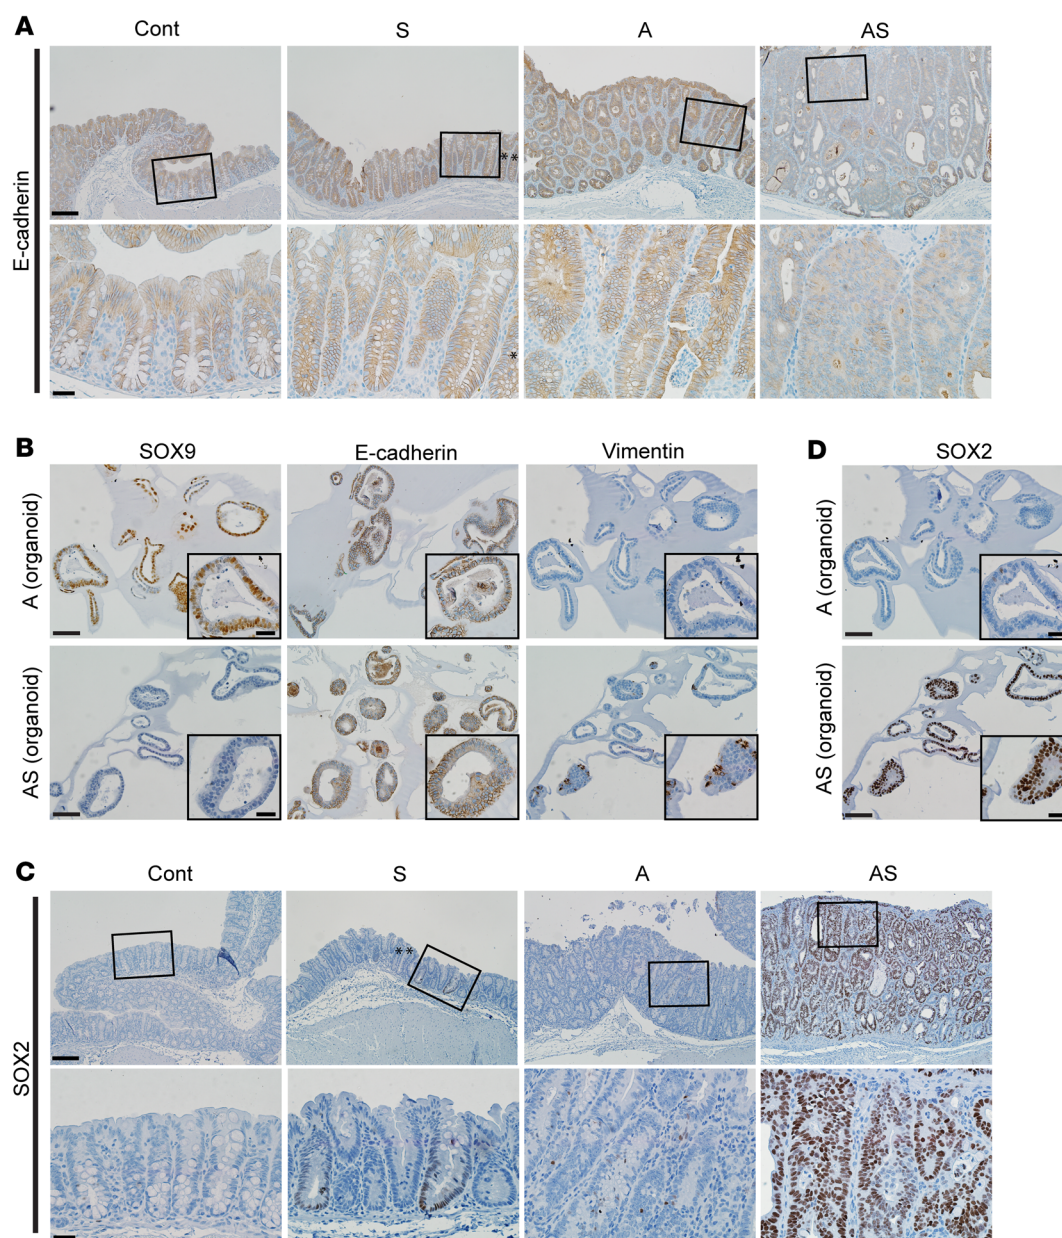 A
Cont
S
A
AS
E-cadherin
**
*
B
SOX9
E-cadherin
Vimentin
A (organoid)
AS (organoid)
D
SOX2
A (organoid)
AS (organoid)
C
Cont
S
A
AS
SOX2
**